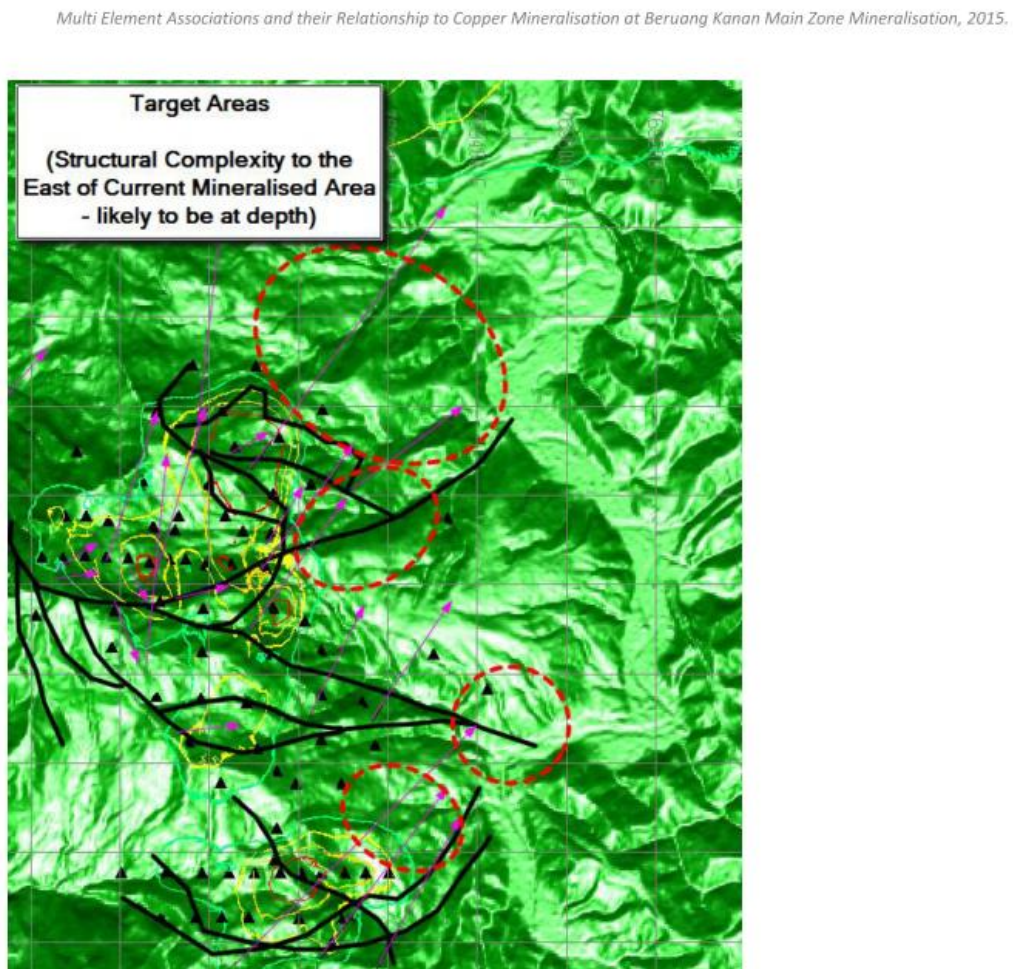 Multi Element Associations and their Relationship to Copper Mineralisation at Beruang Kanan Main Zone Mineralisation, 2015.
Target Areas
(Structural Complexity to the
East of Current Mineralised Area
- likely to be at depth)